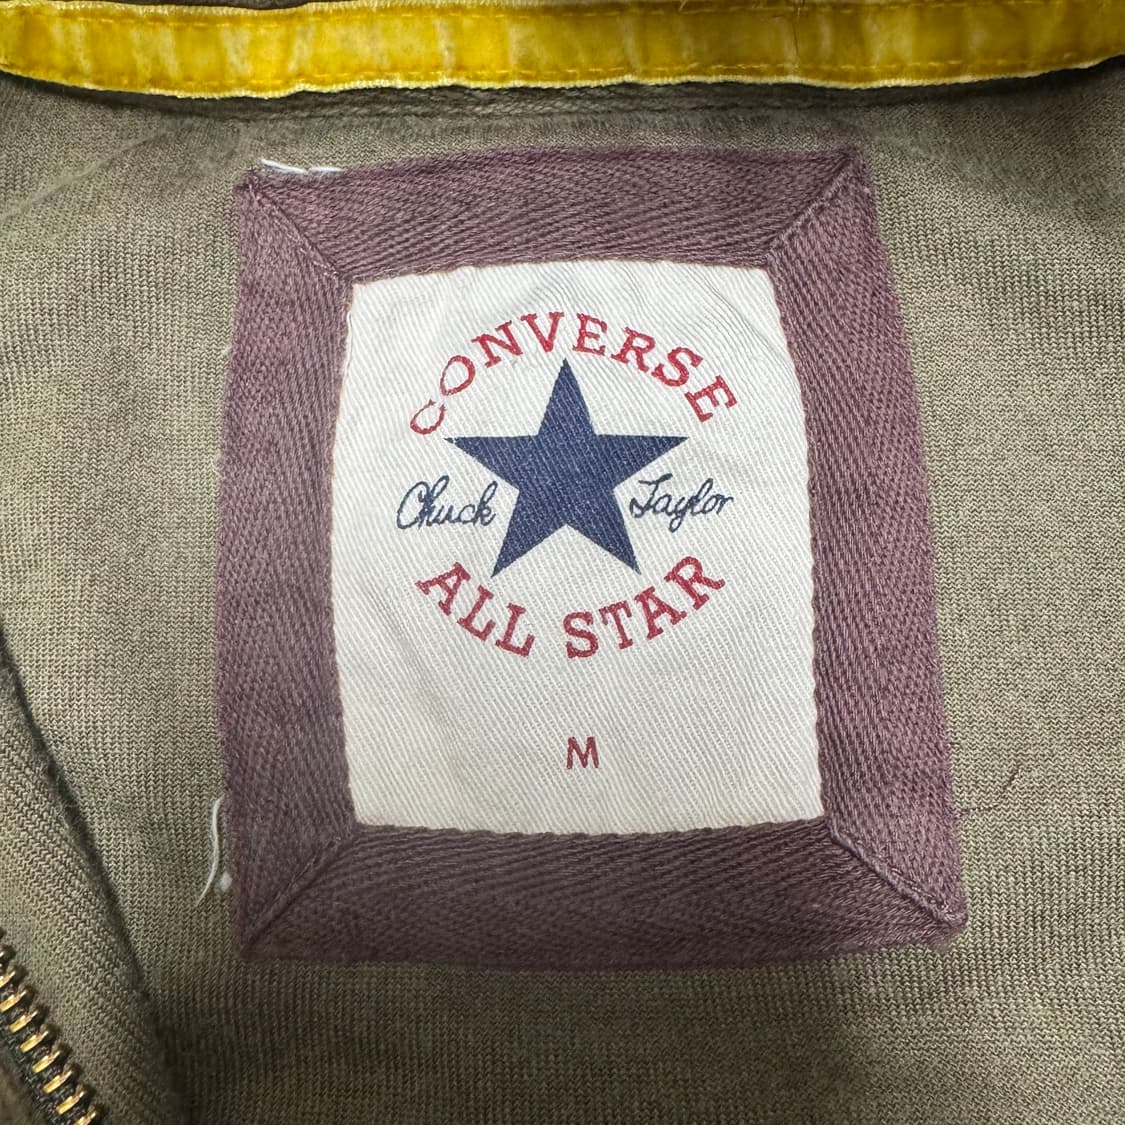 CONVERSE
Chuck Taylor
ALL STAR
M